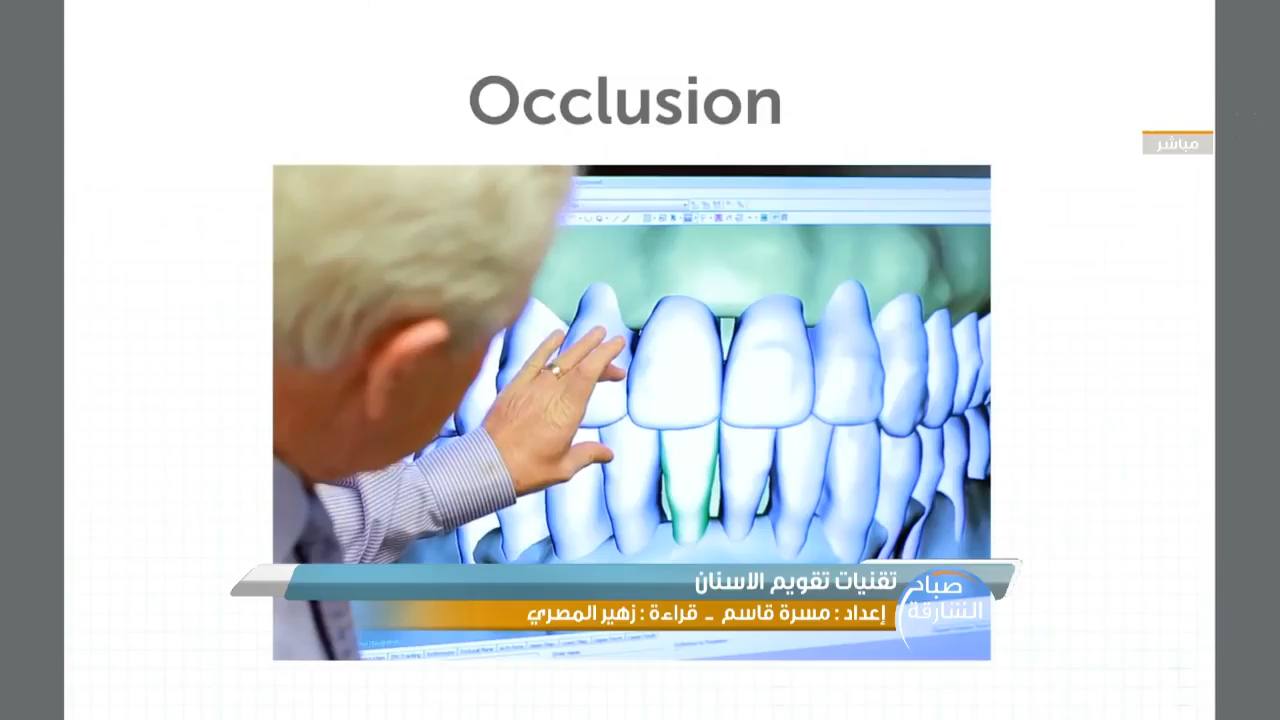 Occlusion
مباشر
تقنيات تقويم الاسنان
إعداد : مسرة قاسم - قراءة : زهير المصري
صباح
الشارقة